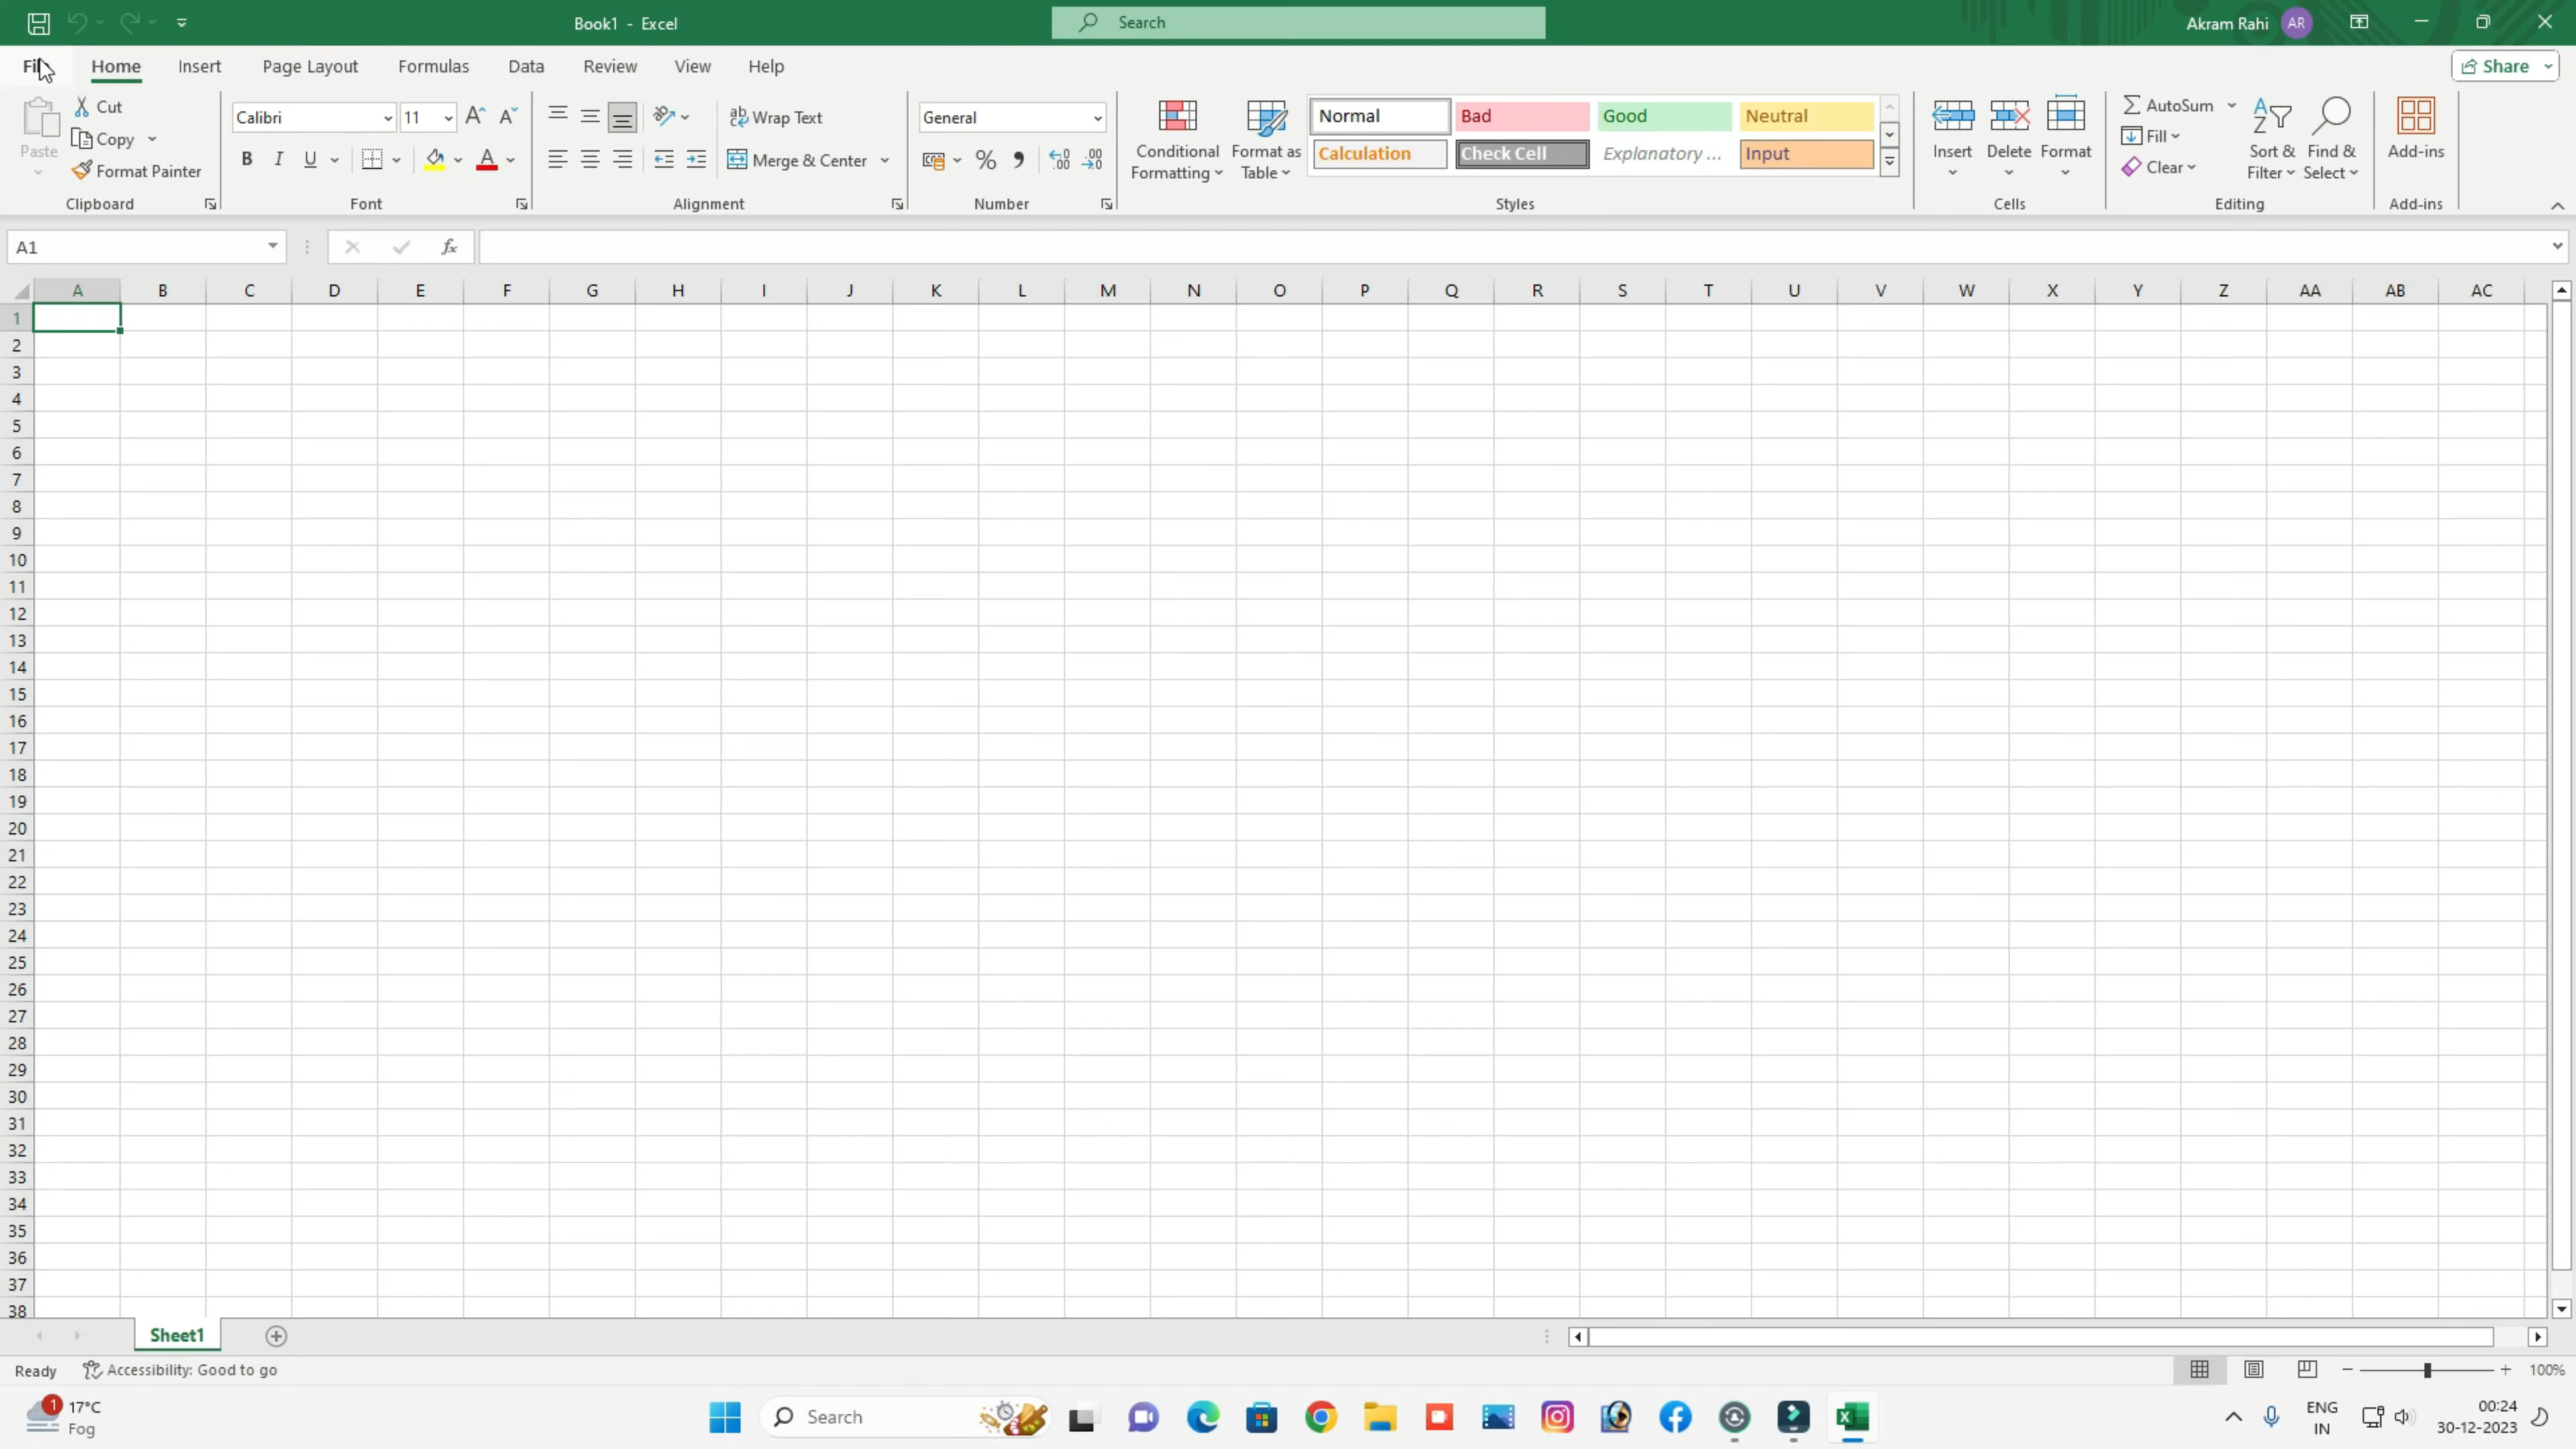 Book1 - Excel
Search
Akram Rahi
AR
Home
Insert
Page Layout
Formulas
Data
Review
View
Help
Share
Paste
Cut
Copy
Format Painter
Clipboard
Calibri
11
B I U
Font
Wrap Text
Merge & Center
Alignment
General
%
Number
Conditional
Formatting
Format as
Table
Normal
Bad
Good
Neutral
Calculation
Check Cell
Explanatory ...
Input
Styles
Insert
Delete
Format
Cells
AutoSum
Fill
Clear
Sort &
Filter
Find &
Select
Editing
Add-ins
Add-ins
A1
fx
A B C D E F G H I J K L M N O P Q R S T U V W X Y Z AA AB AC
1
2
3
4
5
6
7
8
9
10
11
12
13
14
15
16
17
18
19
20
21
22
23
24
25
26
27
28
29
30
31
32
33
34
35
36
37
38
Sheet1
Ready
Accessibility: Good to go
100%
1
17°C
Fog
Search
ENG
IN
00:24
30-12-2023